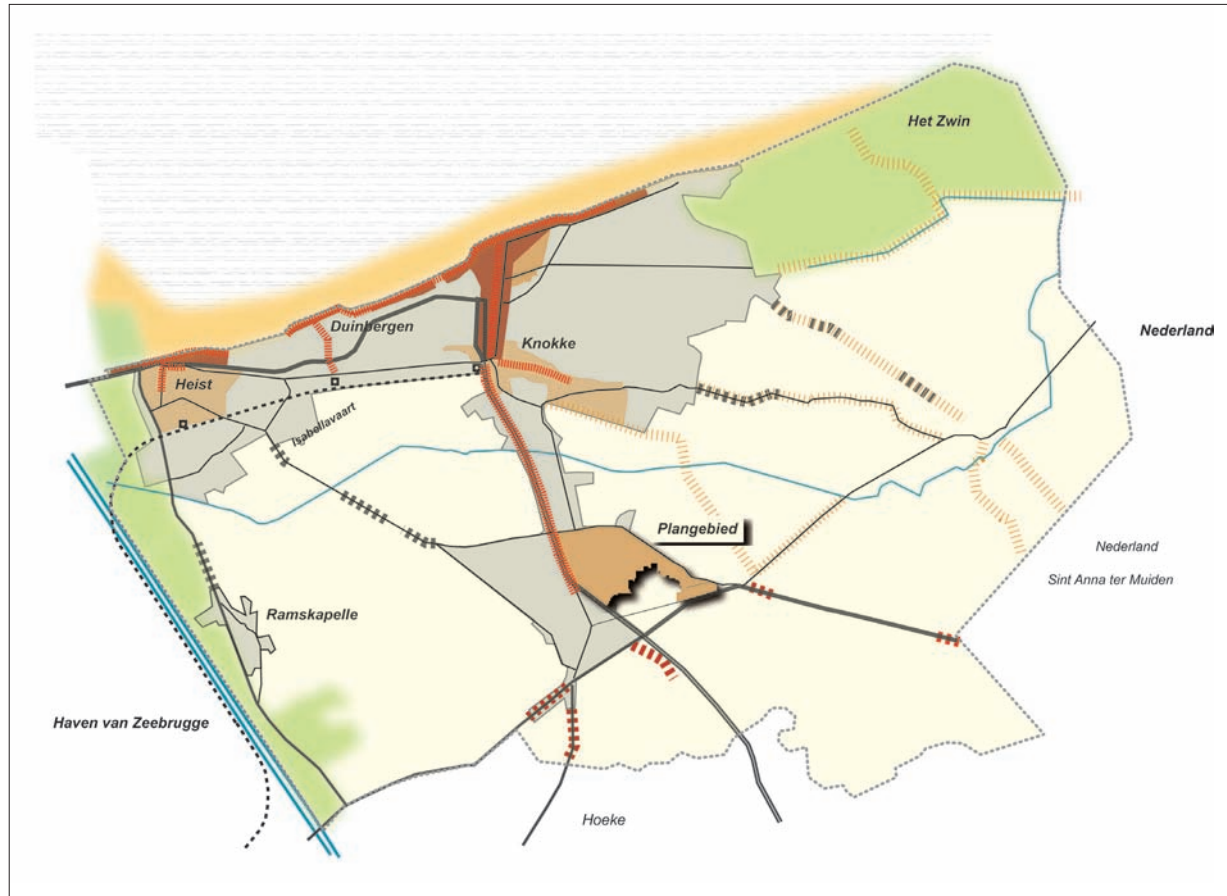 Het Zwin
Duinbergen
Nederland
Knokke
Heist
Isabellavaart
Plangebied
Nederland
Sint Anna ter Muiden
Ramskapelle
Haven van Zeebrugge
Hoeke